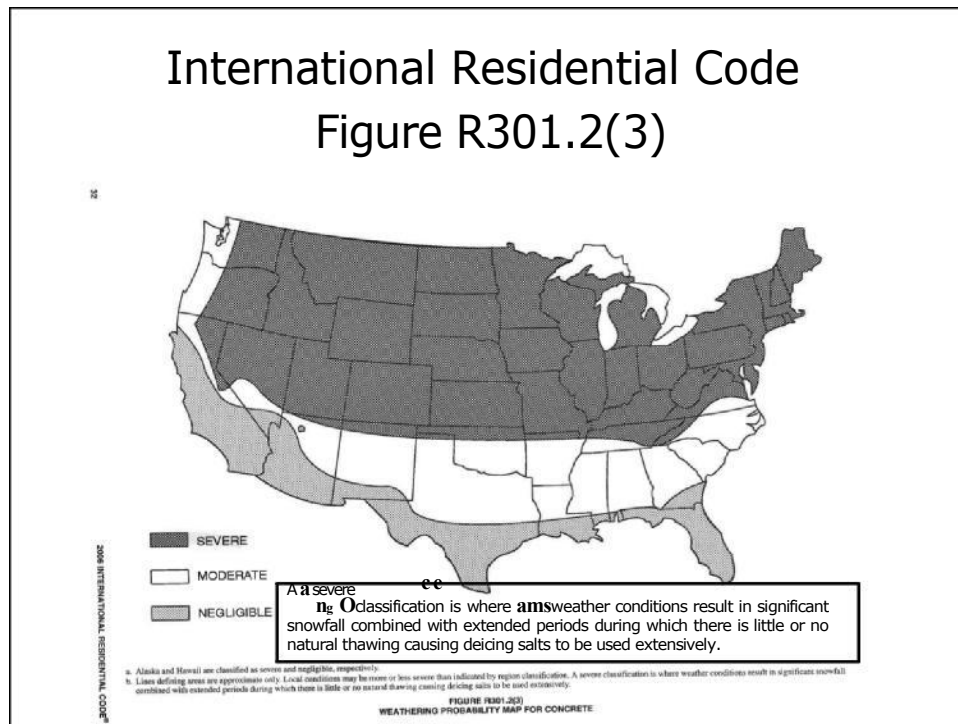 International Residential Code
Figure R301.2(3)
32
SEVERE
MODERATE
NEGLIGIBLE
2006 INTERNATIONAL RESIDENTIAL CODE®
A a severe e e
ng O classification is where ams weather conditions result in significant
snowfall combined with extended periods during which there is little or no
natural thawing causing deicing salts to be used extensively.
a. Alaska and Hawaii are classified as severe and negligible, respectively.
b. Lines defining areas are approximate only. Local conditions may be more or less severe than indicated by region classification. A severe classification is where weather conditions result in significant snowfall
combined with extended periods during which there is little or no natural thawing causing deicing salts to be used extensively.
FIGURE R301.2(3)
WEATHERING PROBABILITY MAP FOR CONCRETE